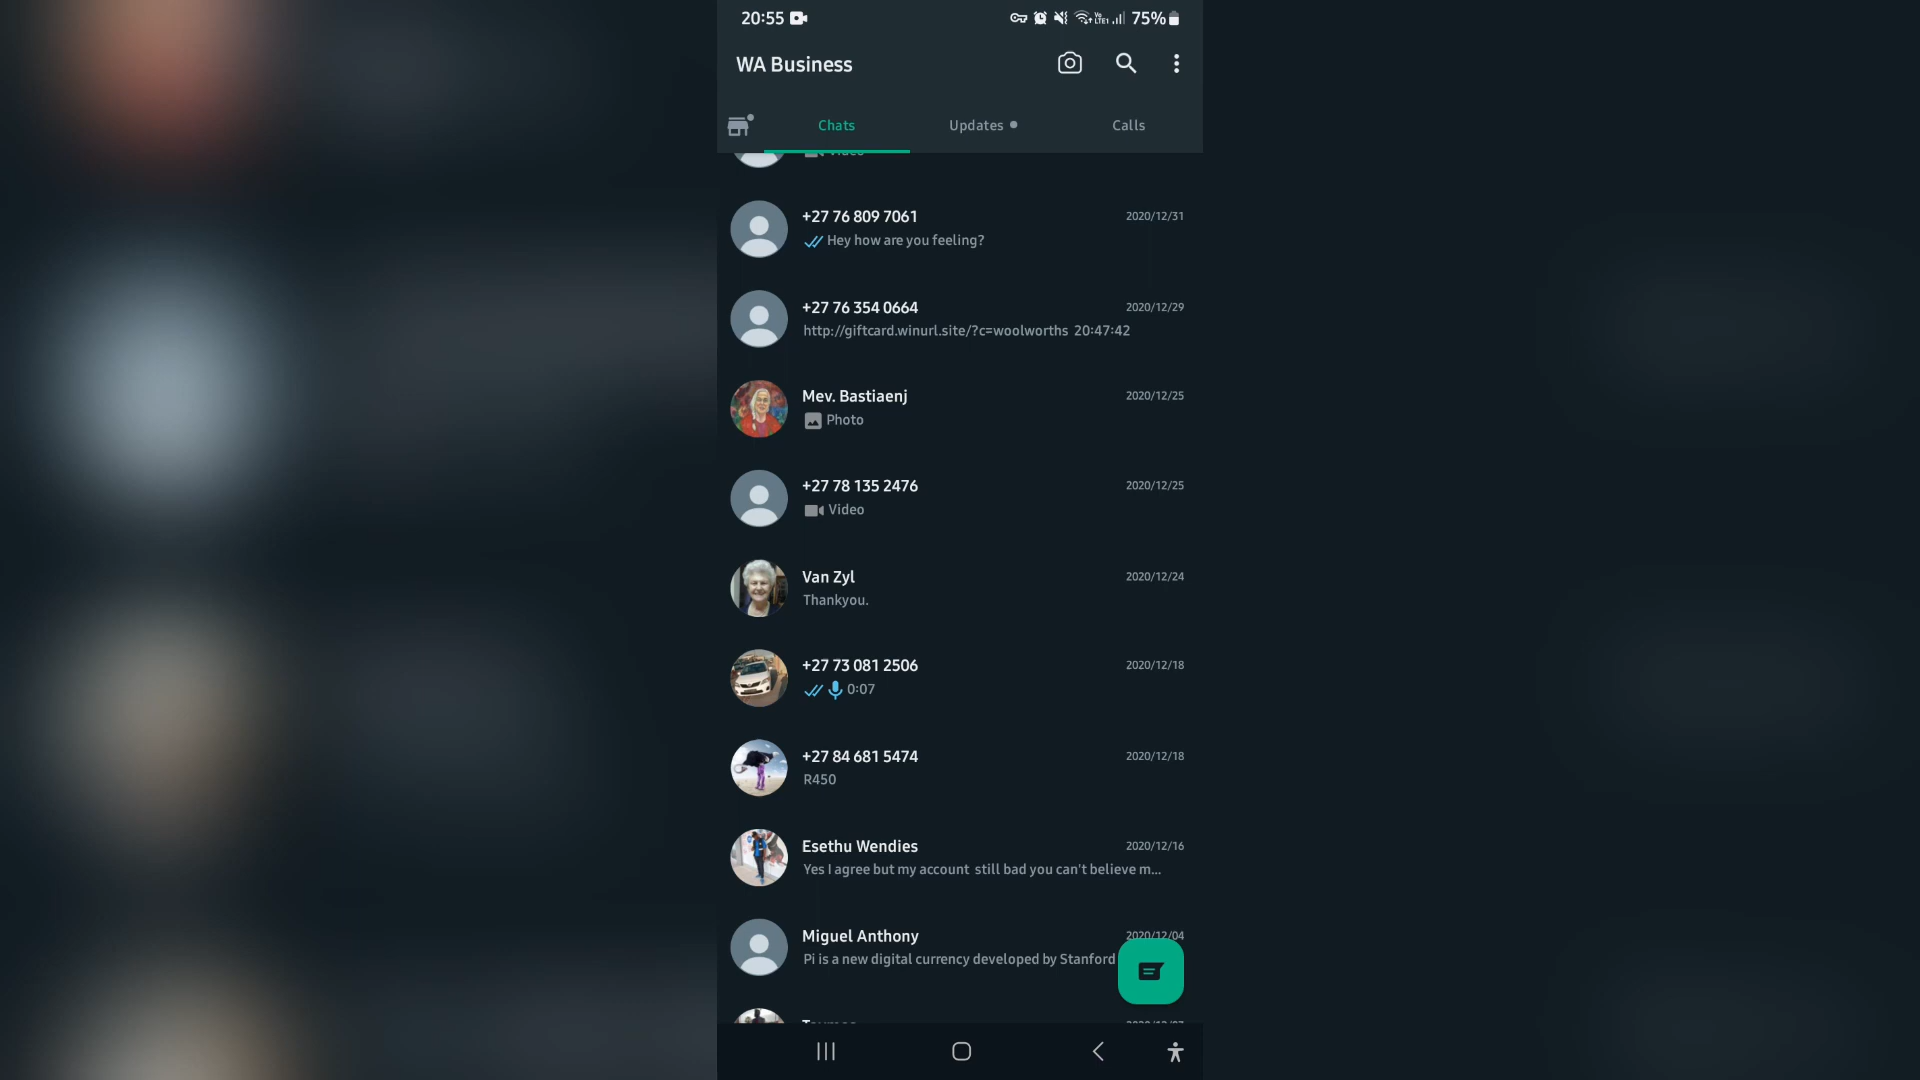 20:55
75%
WA Business
Chats
Updates
Calls
Video
+27 76 809 7061
2020/12/31
Hey how are you feeling?
+27 76 354 0664
2020/12/29
http://giftcard.winurl.site/?c=woolworths 20:47:42
Mev. Bastiaenj
2020/12/25
Photo
+27 78 135 2476
2020/12/25
Video
Van Zyl
2020/12/24
Thankyou.
+27 73 081 2506
2020/12/18
0:07
+27 84 681 5474
2020/12/18
R450
Esethu Wendies
2020/12/16
Yes I agree but my account still bad you can't believe m...
Miguel Anthony
2020/12/04
Pi is a new digital currency developed by Stanford